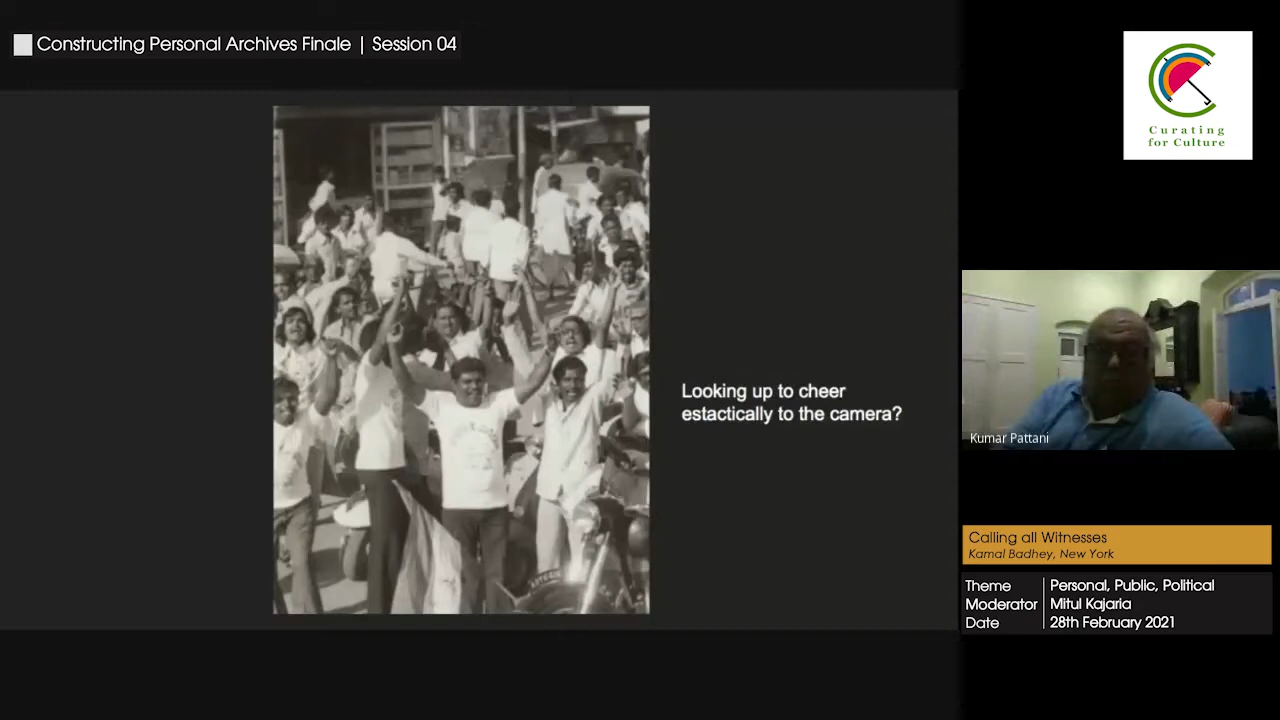 Constructing Personal Archives Finale | Session 04
Curating
for Culture
Looking up to cheer
estactically to the camera?
Kumar Pattani
Calling all Witnesses
Kamal Badhey, New York
Theme Personal, Public, Political
Moderator Mitul Kajaria
Date 28th February 2021